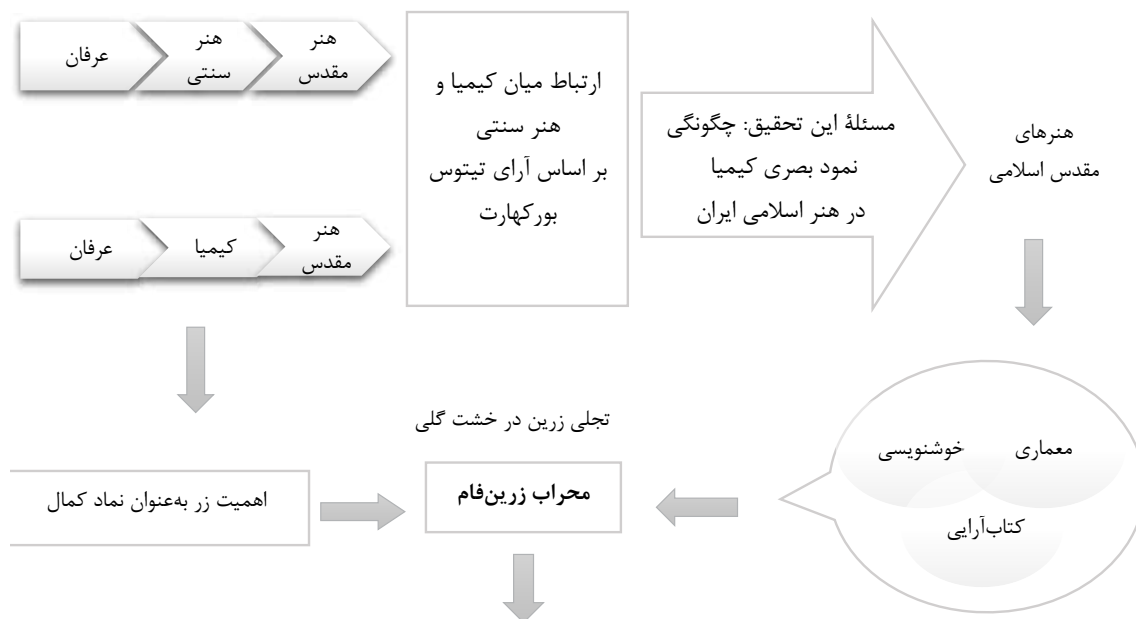 عرفان
هنر
سنتی
هنر
مقدس
عرفان
کیمیا
هنر
مقدس
ارتباط میان کیمیا و
هنر سنتی
بر اساس آرای تیتوس
بورکهارت
مسئلهٔ این تحقیق: چگونگی
نمود بصری کیمیا
در هنر اسلامی ایران
هنرهای
مقدس اسلامی
معماری
خوشنویسی
کتاب‌آرایی
تجلی زرین در خشت گلی
محراب زرین‌فام
اهمیت زر به‌عنوان نماد کمال